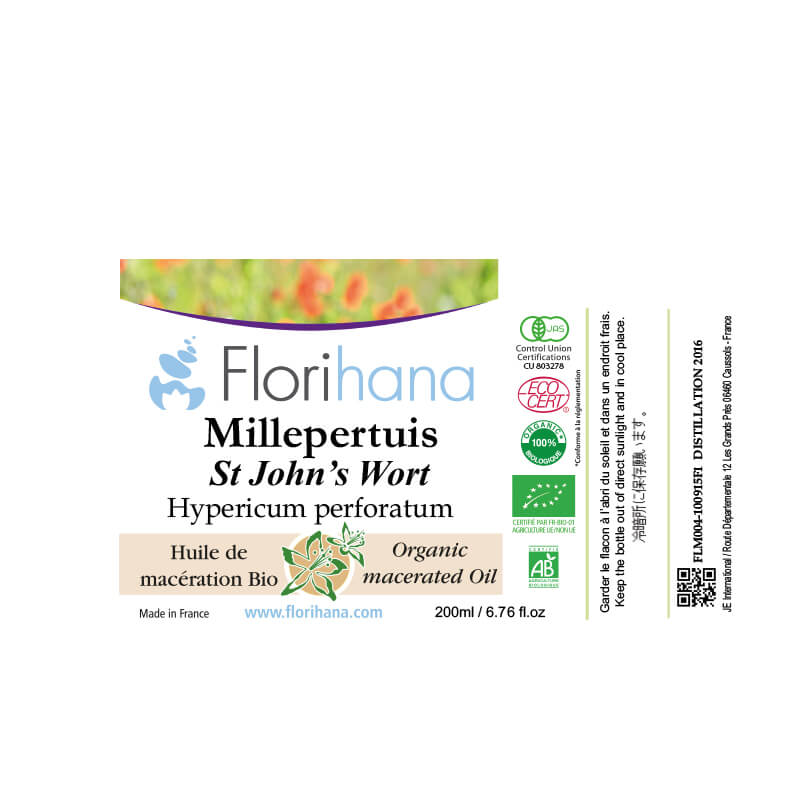 Florihana
Millepertuis
St John's Wort
Hypericum perforatum
Huile de
macération Bio
Organic
macerated Oil
Made in France
www.florihana.com
200ml / 6.76 fl.oz
JAS
Control Union
Certifications
CU 803278
ECO
CERT
®
ORGANIC*
100%
BIOLOGIQUE
*Conforme à la réglementation
CERTIFIÉ PAR FR-BIO-01
AGRICULTURE UE/NON UE
CERTIFIÉ
AB
AGRICULTURE
BIOLOGIQUE
Garder le flacon à l'abri du soleil et dans un endroit frais.
Keep the bottle out of direct sunlight and in cool place.
冷暗所に保存願います。
FLM004-100915FI DISTILLATION 2016
JE International / Route Départementale 12 Les Grands Prés 06460 Caussols - France